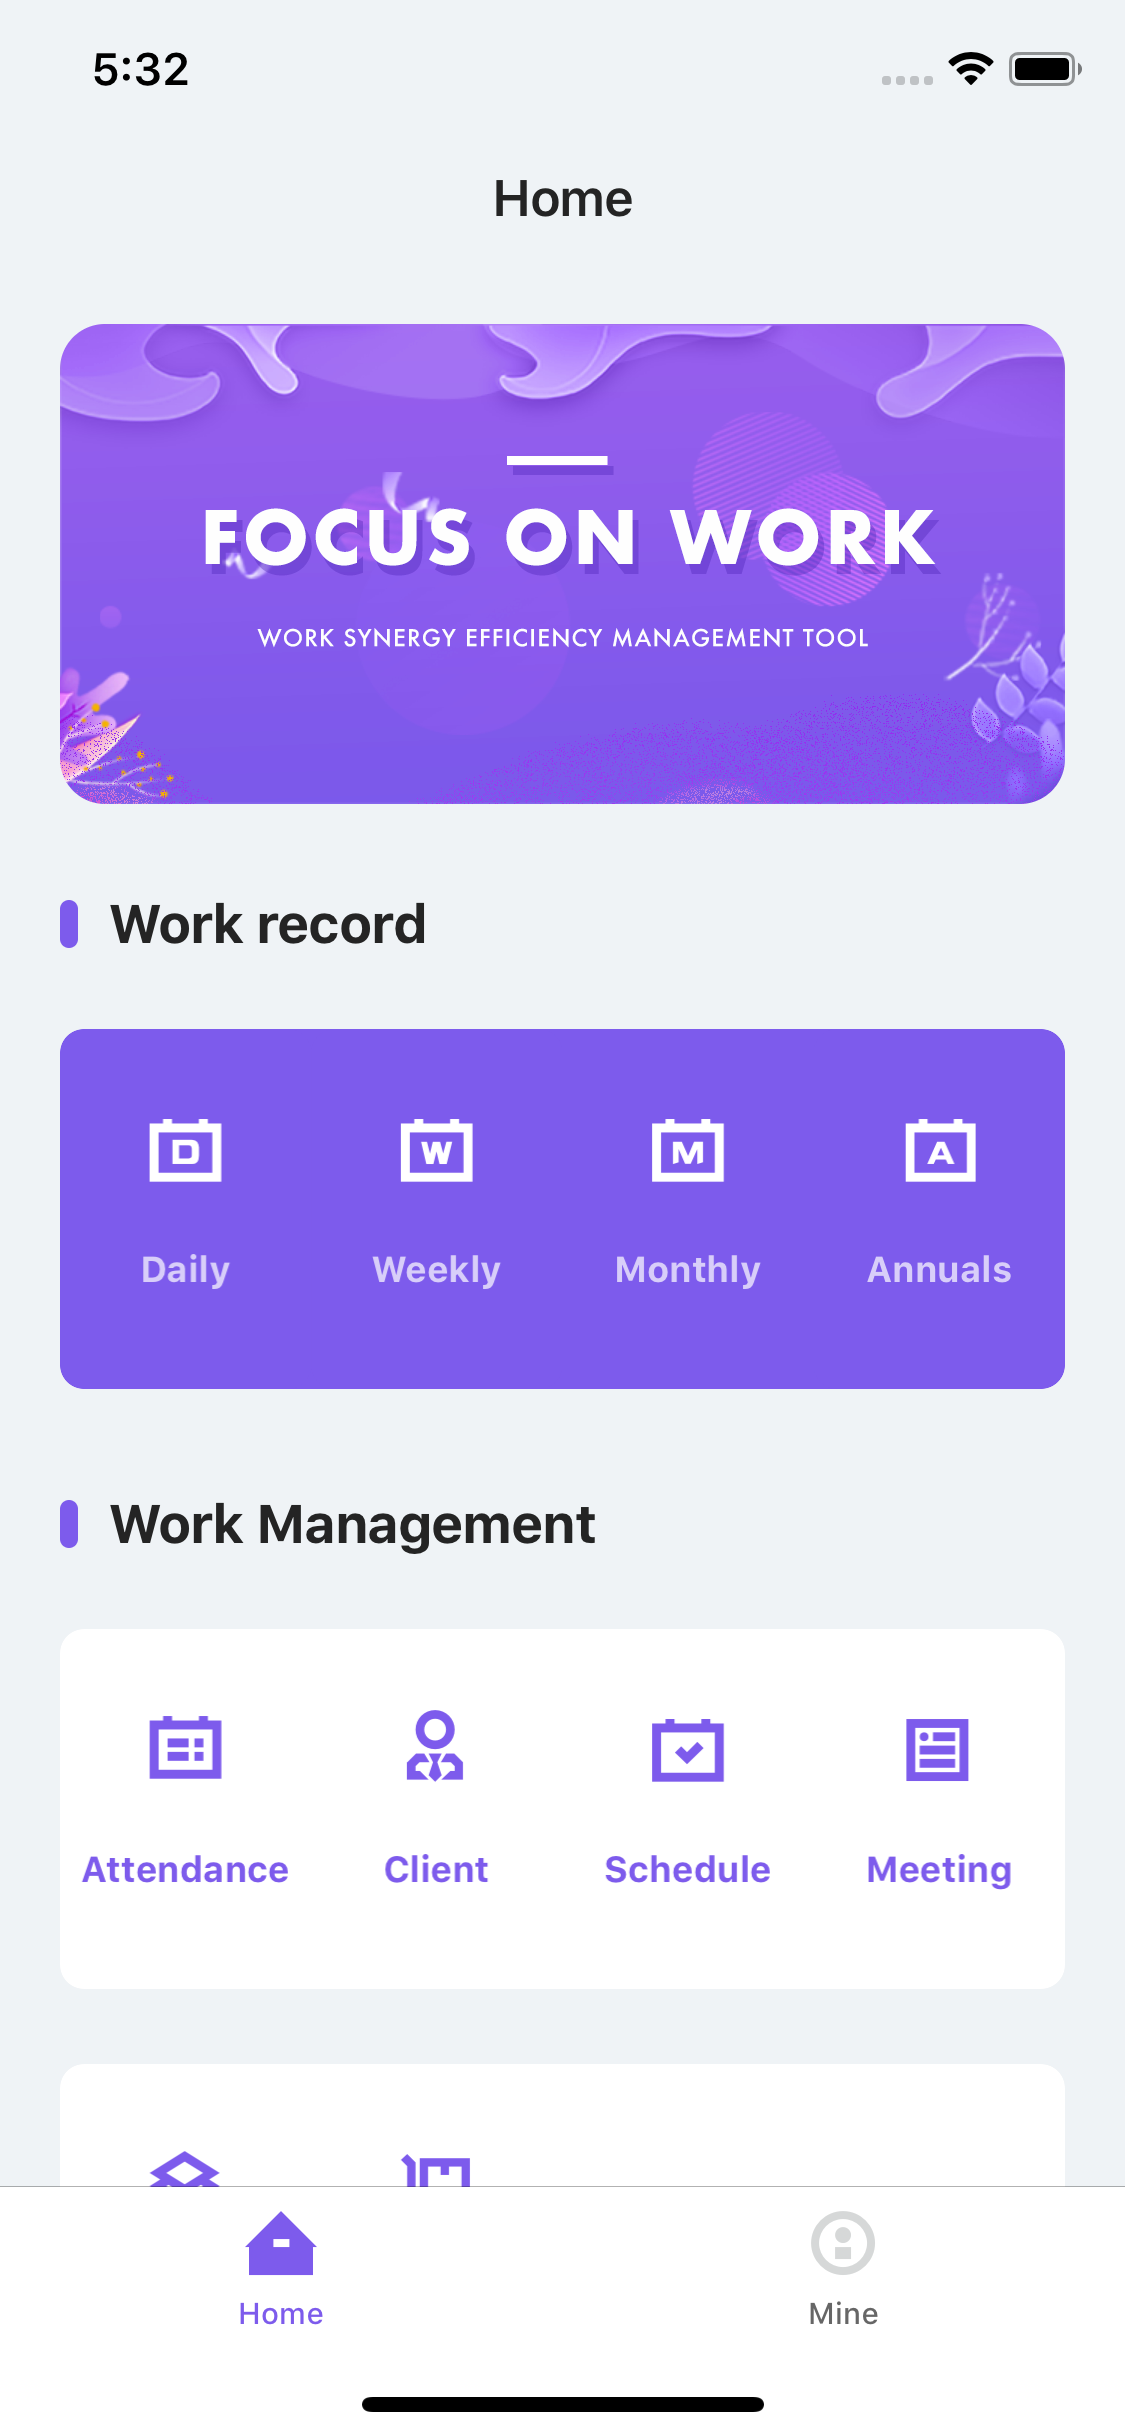 5:32
Home
FOCUS ON WORK
WORK SYNERGY EFFICIENCY MANAGEMENT TOOL
Work record
D W M A
Daily Weekly Monthly Annuals
Work Management
Attendance Client Schedule Meeting
Home Mine